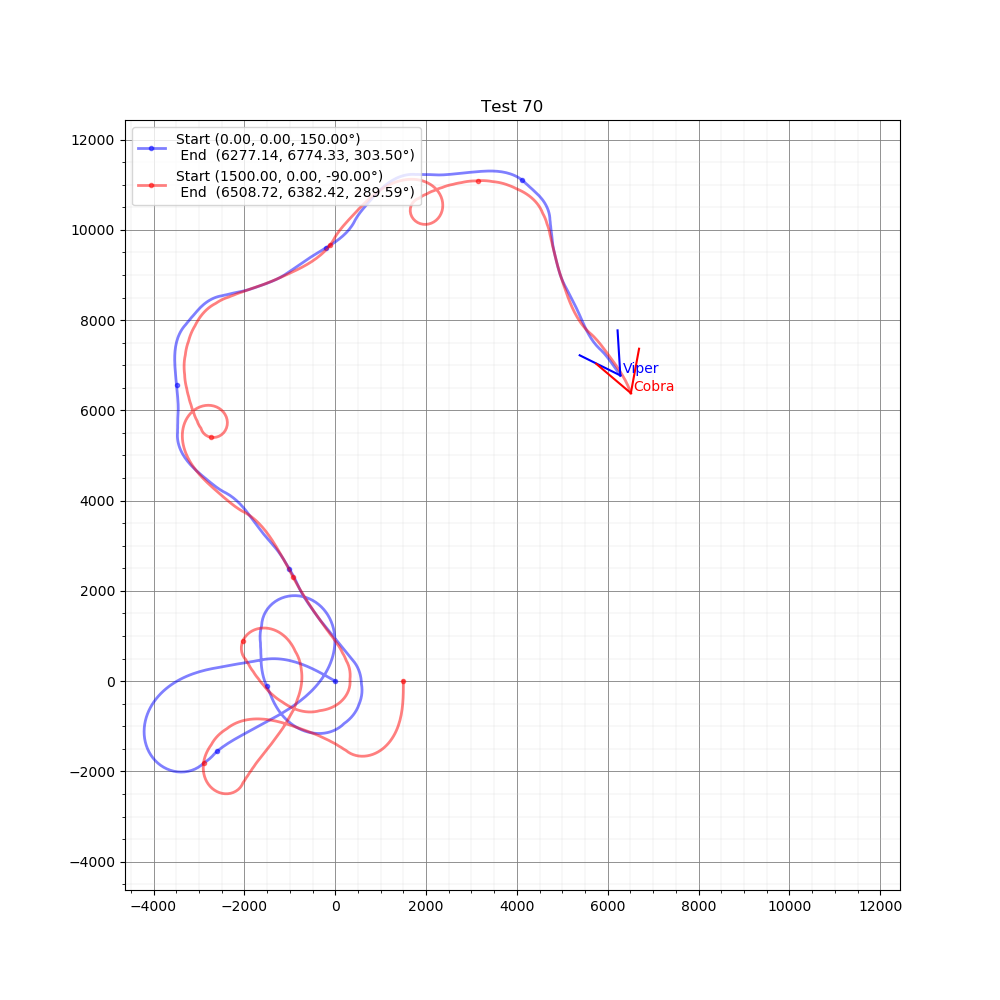 Test 70
Start (0.00, 0.00, 150.00°)
End (6277.14, 6774.33, 303.50°)
Start (1500.00, 0.00, -90.00°)
End (6508.72, 6382.42, 289.59°)
12000
10000
8000
6000
4000
2000
0
−2000
−4000
Viper
Cobra
−4000 −2000 0 2000 4000 6000 8000 10000 12000